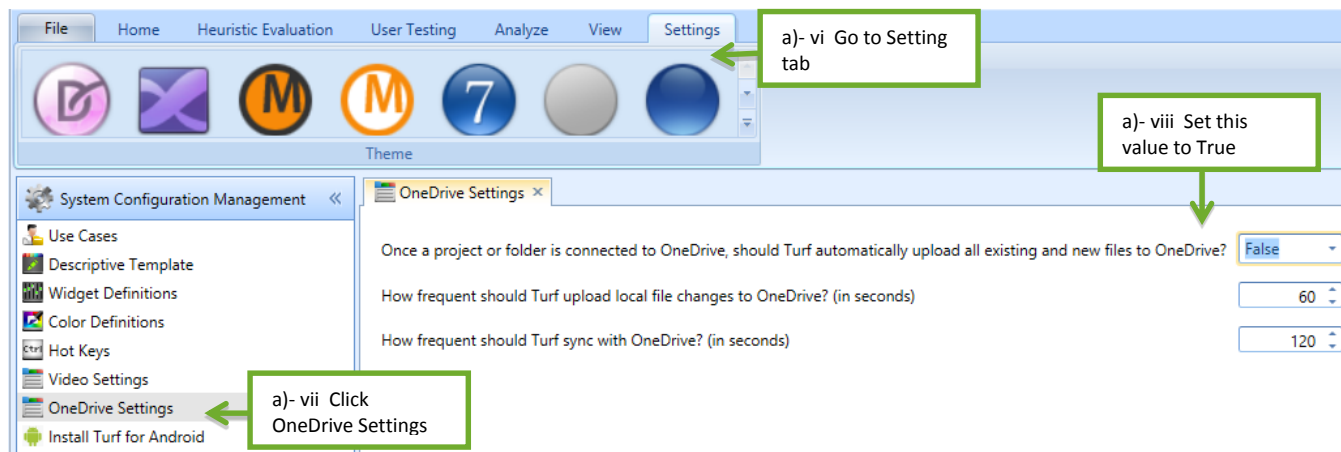 File Home Heuristic Evaluation User Testing Analyze View Settings
a)- vi Go to Setting
tab
D M M 7
Theme
a)- viii Set this
value to True
System Configuration Management «
OneDrive Settings ×
Use Cases
Descriptive Template
Widget Definitions
Color Definitions
Ctrl Hot Keys
Video Settings
OneDrive Settings
Install Turf for Android
Once a project or folder is connected to OneDrive, should Turf automatically upload all existing and new files to OneDrive? False
How frequent should Turf upload local file changes to OneDrive? (in seconds) 60
How frequent should Turf sync with OneDrive? (in seconds) 120
a)- vii Click
OneDrive Settings